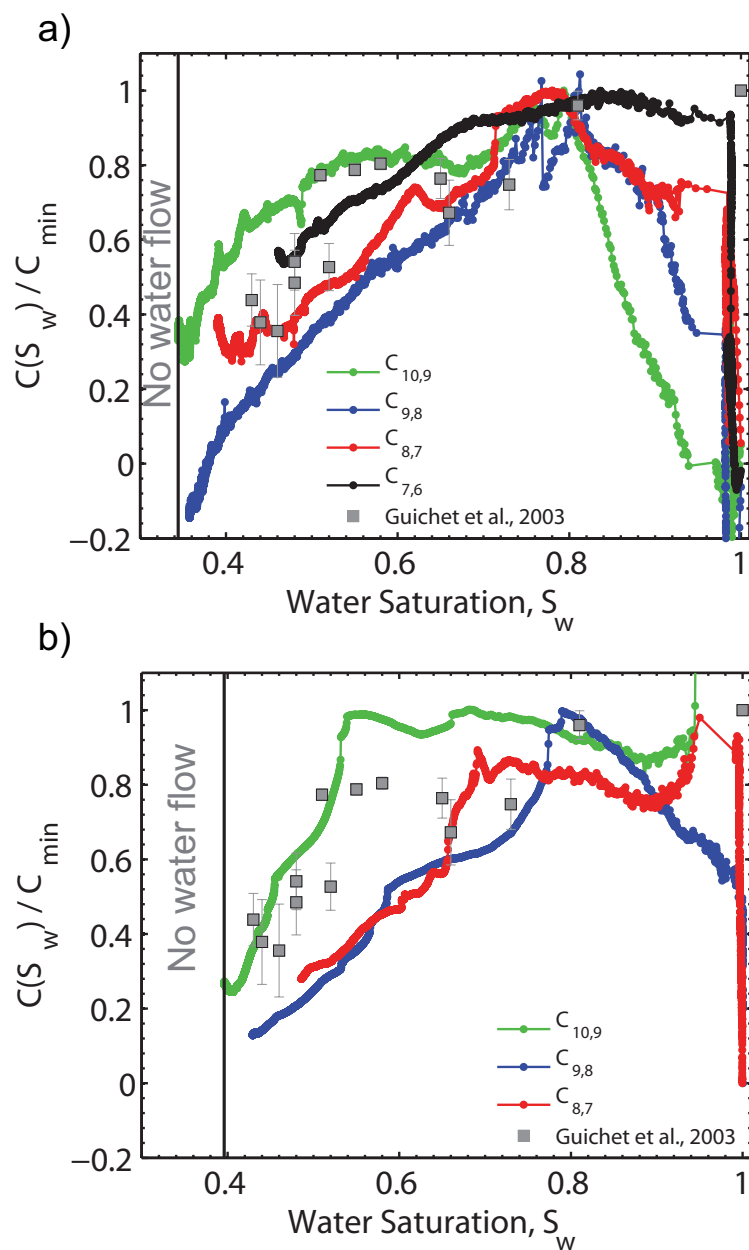 a)
C(S_w) / C_min
1
0.8
0.6
0.4
0.2
0
−0.2
No water flow
C_10,9
C_9,8
C_8,7
C_7,6
Guichet et al., 2003
0.4
0.6
0.8
1
Water Saturation, S_w
b)
C(S_w) / C_min
1
0.8
0.6
0.4
0.2
0
−0.2
No water flow
C_10,9
C_9,8
C_8,7
Guichet et al., 2003
0.4
0.6
0.8
1
Water Saturation, S_w